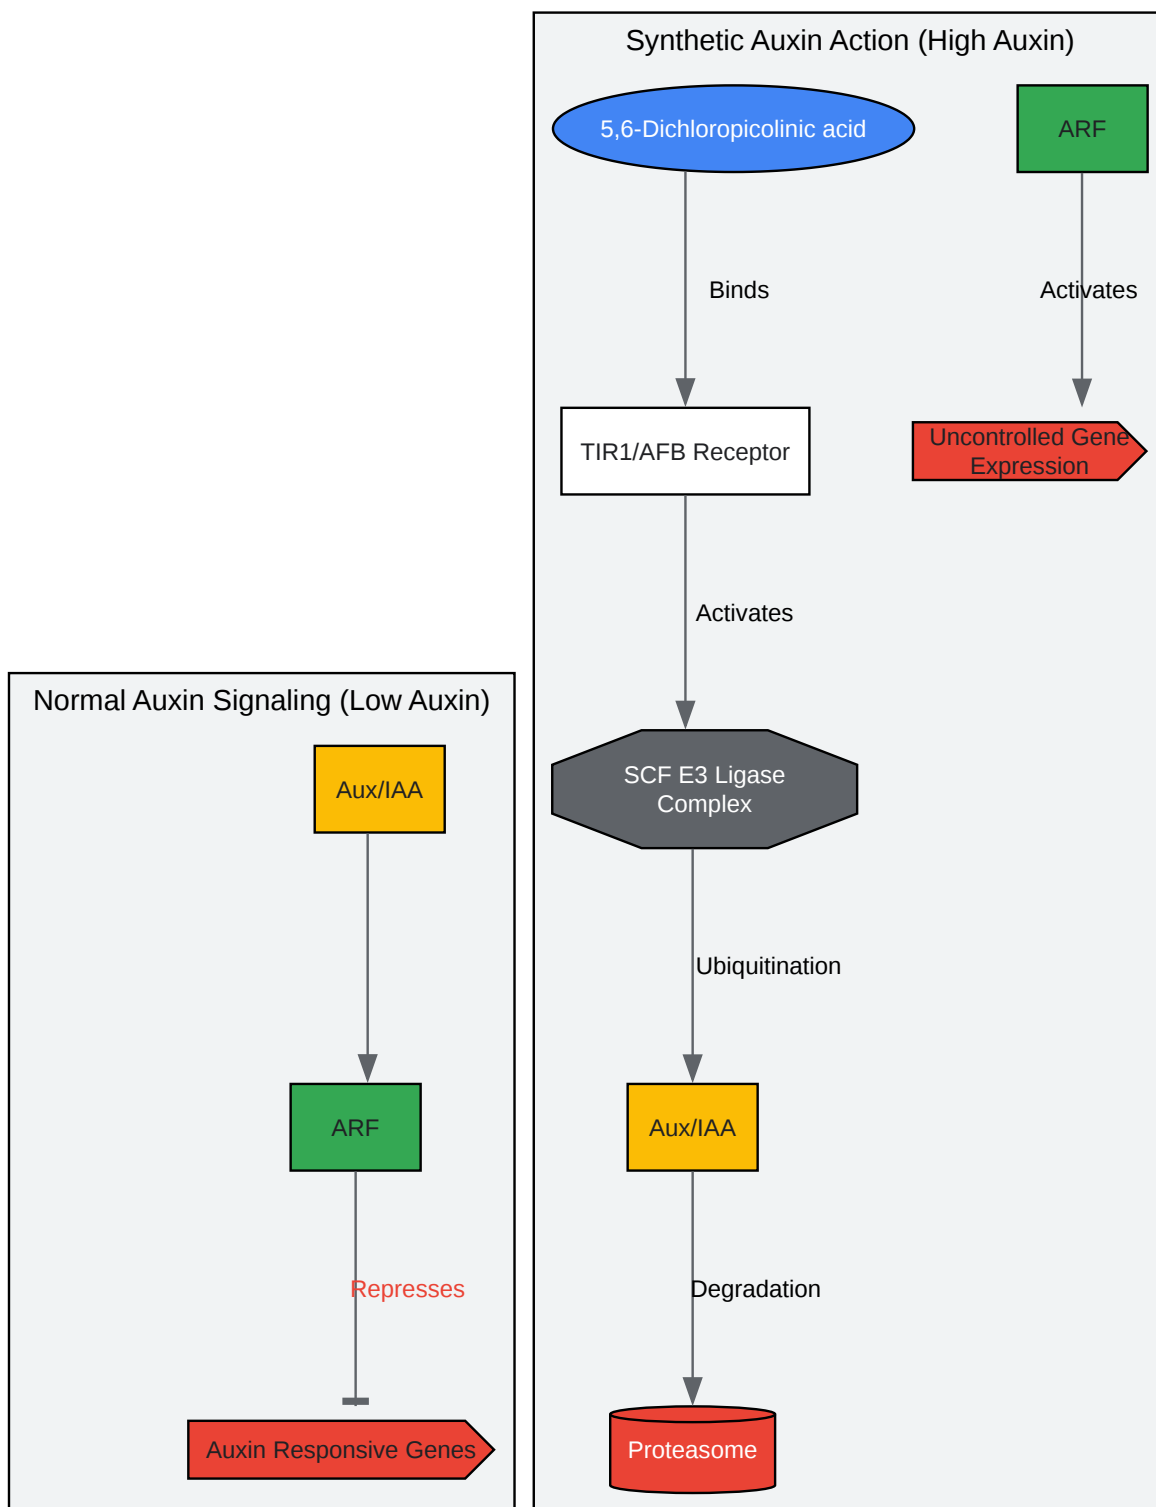 Synthetic Auxin Action (High Auxin)
5,6-Dichloropicolinic acid
ARF
Binds
Activates
TIR1/AFB Receptor
Uncontrolled Gene
Expression
Activates
SCF E3 Ligase
Complex
Ubiquitination
Aux/IAA
Degradation
Proteasome
Normal Auxin Signaling (Low Auxin)
Aux/IAA
ARF
Represses
Auxin Responsive Genes